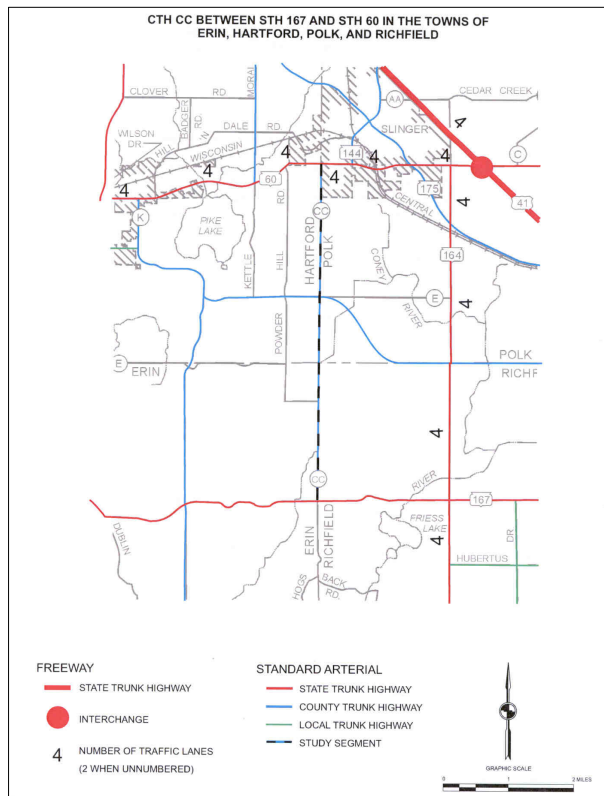 CTH CC BETWEEN STH 167 AND STH 60 IN THE TOWNS OF
ERIN, HARTFORD, POLK, AND RICHFIELD
CLOVER RD.
BADGER RD.
MORAL
AA
CEDAR CREEK
4
SLINGER
WILSON DR
HILL
N
DALE RD.
WISCONSIN
4
144
4
4
C
4
4
60
4
175
CENTRAL
4
41
K
PIKE LAKE
CC
HARTFORD
POLK
KETTLE
RD.
HILL
POWDER
CONEY
RIVER
164
E
4
E
ERIN
POLK
RICHF
4
CC
RIVER
167
DUBLIN
ERIN
RICHFIELD
FRIESS LAKE
4
DR
HUBERTUS
HOGS
BACK RD.
FREEWAY
STATE TRUNK HIGHWAY
INTERCHANGE
4 NUMBER OF TRAFFIC LANES
(2 WHEN UNNUMBERED)
STANDARD ARTERIAL
STATE TRUNK HIGHWAY
COUNTY TRUNK HIGHWAY
LOCAL TRUNK HIGHWAY
STUDY SEGMENT
GRAPHIC SCALE
0 1 2 MILES